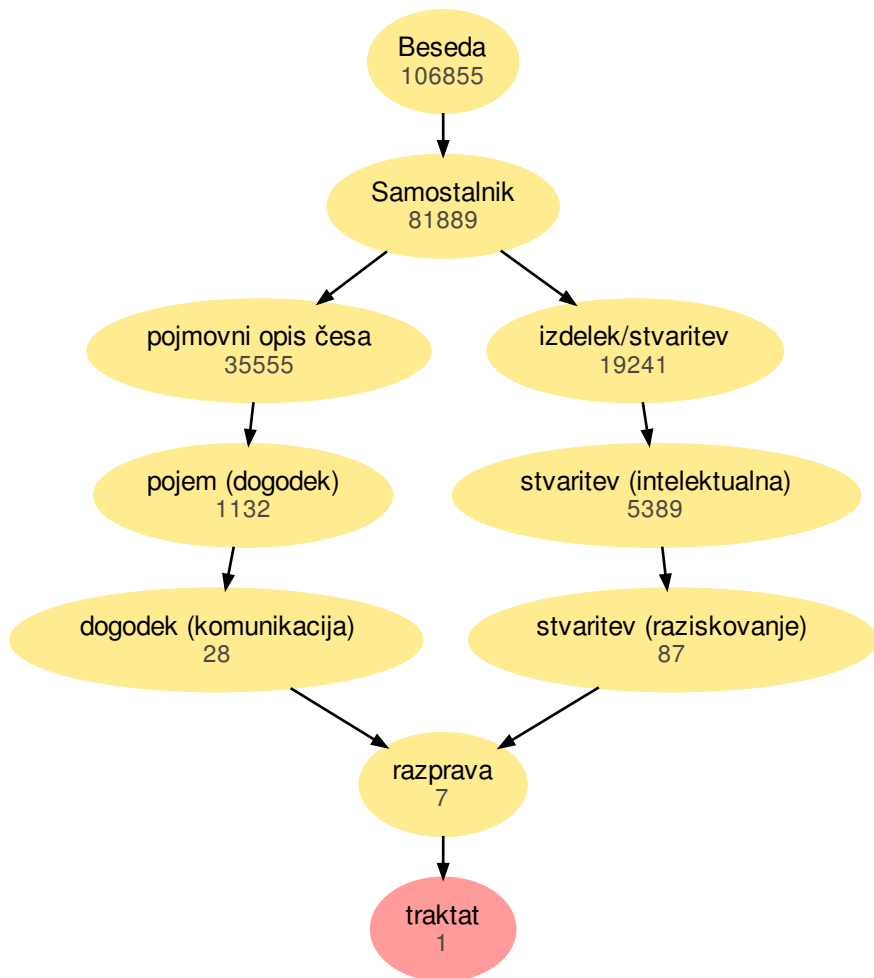 Beseda
106855
Samostalnik
81889
pojmovni opis česa
35555
izdelek/stvaritev
19241
pojem (dogodek)
1132
stvaritev (intelektualna)
5389
dogodek (komunikacija)
28
stvaritev (raziskovanje)
87
razprava
7
traktat
1